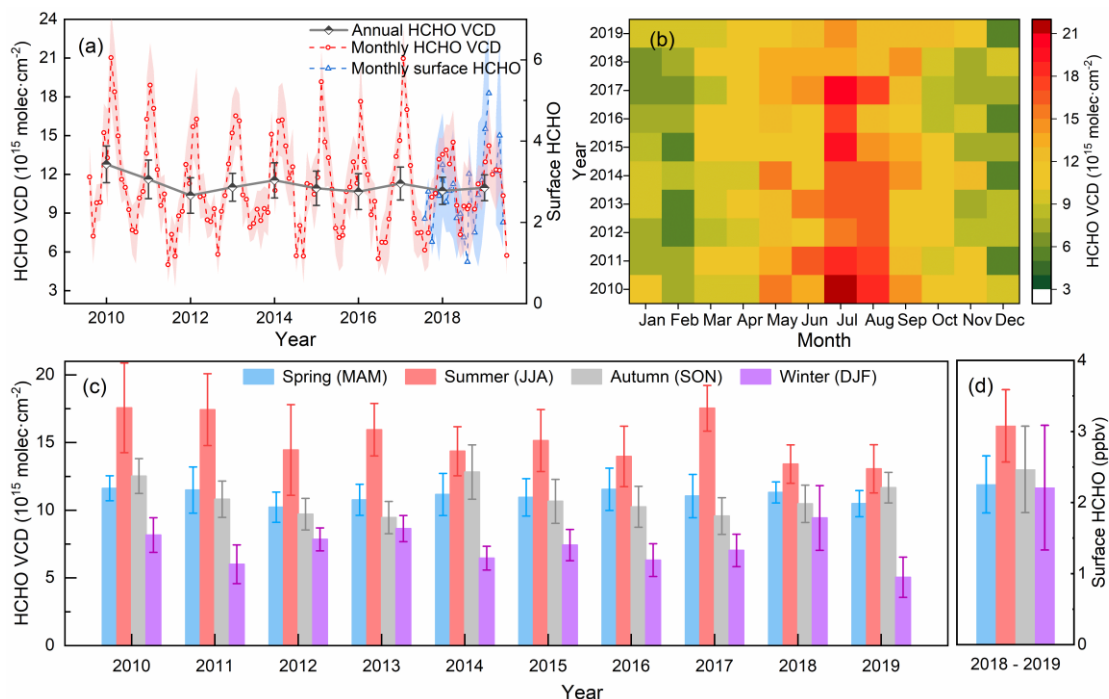 (a)
Annual HCHO VCD
Monthly HCHO VCD
Monthly surface HCHO
HCHO VCD (10¹⁵ molec·cm⁻²)
24
21
18
15
12
9
6
3
6
4
2
0
Surface HCHO
2010 2012 2014 2016 2018
Year
(b)
Year
2019
2018
2017
2016
2015
2014
2013
2012
2011
2010
Jan Feb Mar Apr May Jun Jul Aug Sep Oct Nov Dec
Month
21
18
15
12
9
6
3
HCHO VCD (10¹⁵ molec·cm⁻²)
(c)
Spring (MAM) Summer (JJA) Autumn (SON) Winter (DJF)
HCHO VCD (10¹⁵ molec·cm⁻²)
20
15
10
5
0
2010 2011 2012 2013 2014 2015 2016 2017 2018 2019
Year
(d)
4
3
2
1
0
Surface HCHO (ppbv)
2018 - 2019